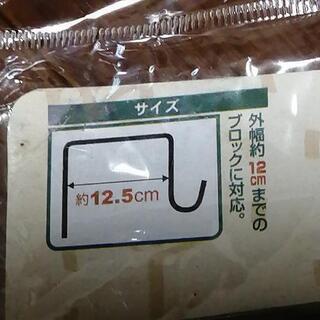 サイズ
約12.5cm
外幅約12cmまでの
ブロックに対応。